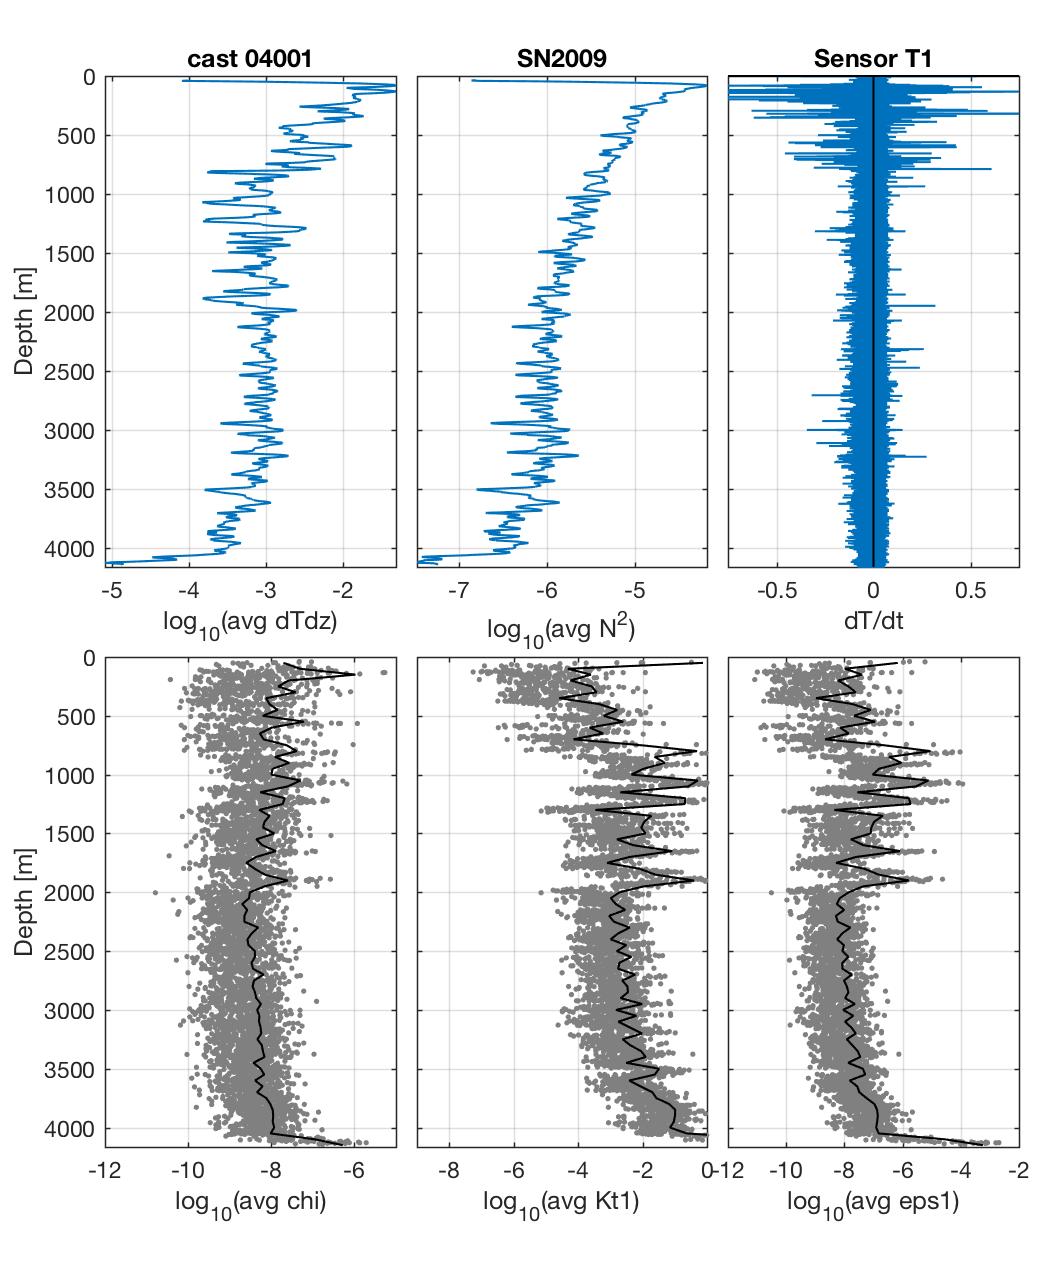 cast 04001
SN2009
Sensor T1
0
500
1000
1500
2000
2500
3000
3500
4000
Depth [m]
-5 -4 -3 -2
-7 -6 -5
-0.5 0 0.5
log10(avg dTdz)
log10(avg N2)
dT/dt
0
500
1000
1500
2000
2500
3000
3500
4000
Depth [m]
-12 -10 -8 -6
-8 -6 -4 -2 0
-12 -10 -8 -6 -4 -2
log10(avg chi)
log10(avg Kt1)
log10(avg eps1)